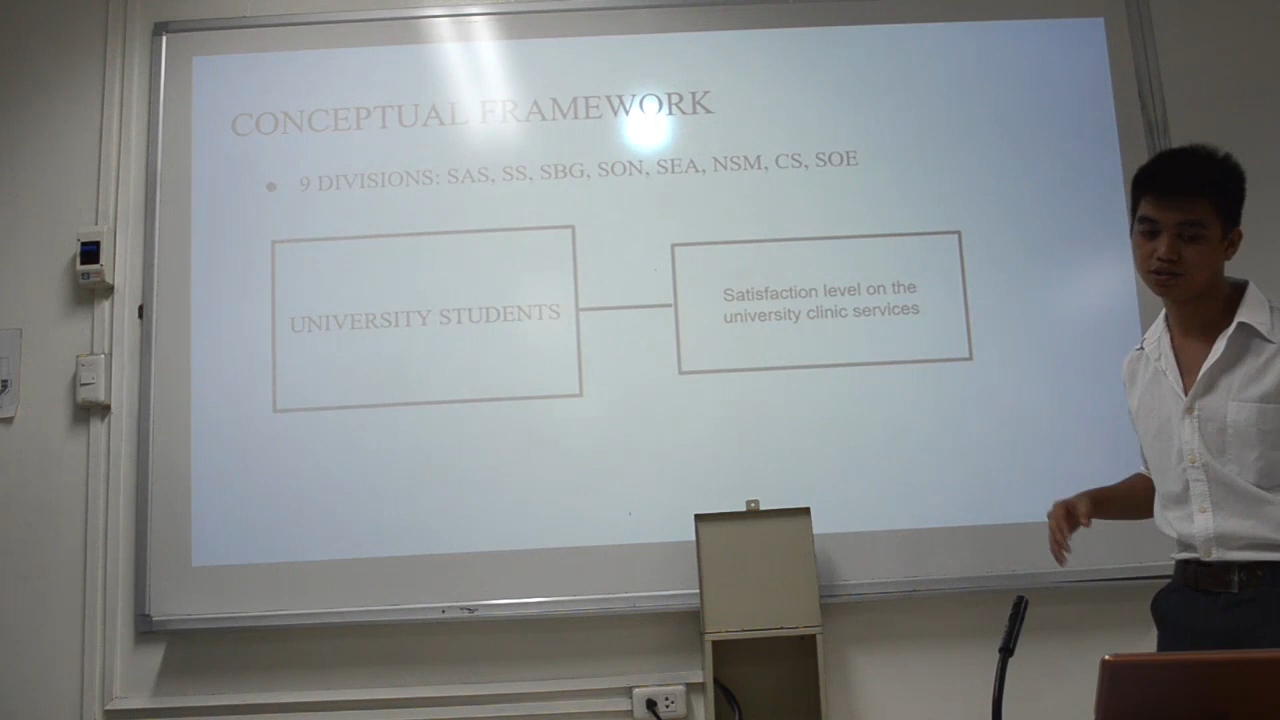 CONCEPTUAL FRAMEWORK
● 9 DIVISIONS: SAS, SS, SBG, SON, SEA, NSM, CS, SOE
UNIVERSITY STUDENTS
Satisfaction level on the
university clinic services